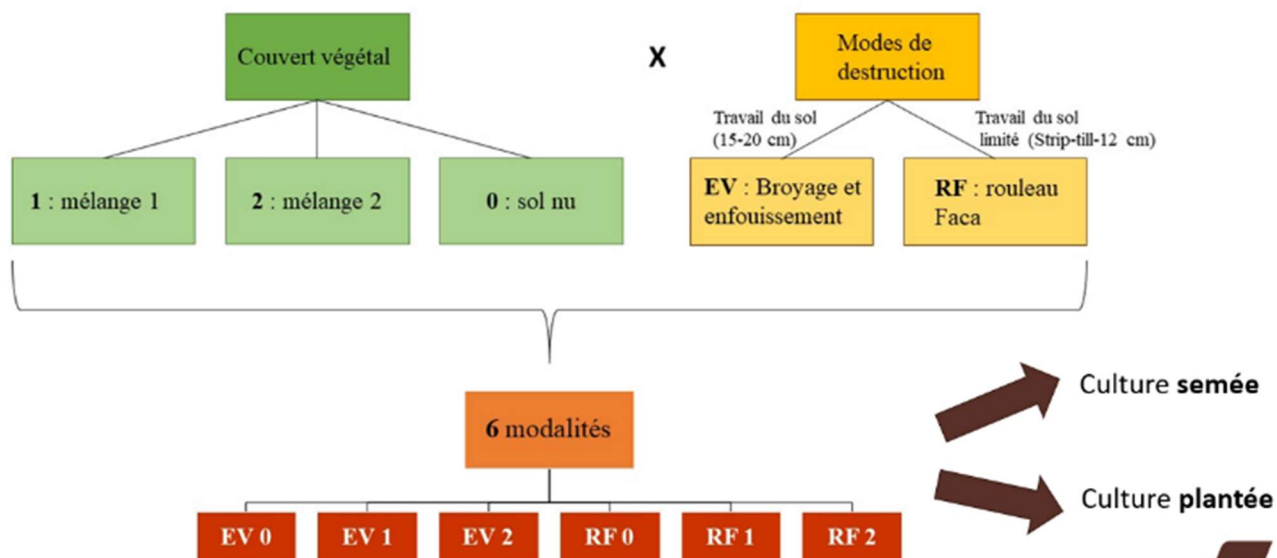 Couvert végétal
X
Modes de
destruction
Travail du sol
(15-20 cm)
Travail du sol
limité (Strip-till-12 cm)
1 : mélange 1
2 : mélange 2
0 : sol nu
EV : Broyage et
enfouissement
RF : rouleau
Faca
6 modalités
Culture semée
Culture plantée
EV 0
EV 1
EV 2
RF 0
RF 1
RF 2